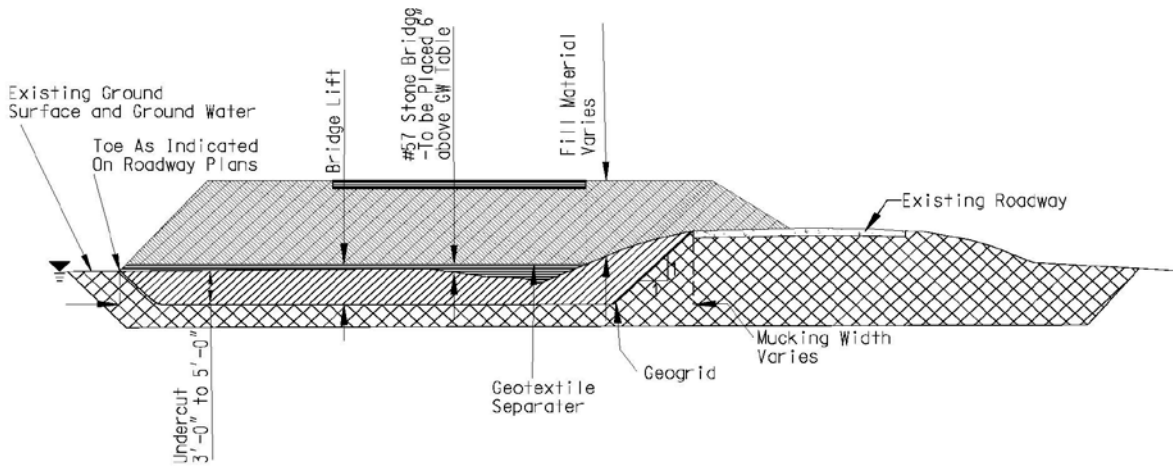 Existing Ground
Surface and Ground Water
Toe As Indicated
On Roadway Plans
Bridge Lift
#57 Stone Bridge
-To be Placed 6"
above GW Table
Fill Material
Varies
Existing Roadway
Undercut
3'-0" to 5'-0"
Geotextile
Separater
Geogrid
Mucking Width
Varies